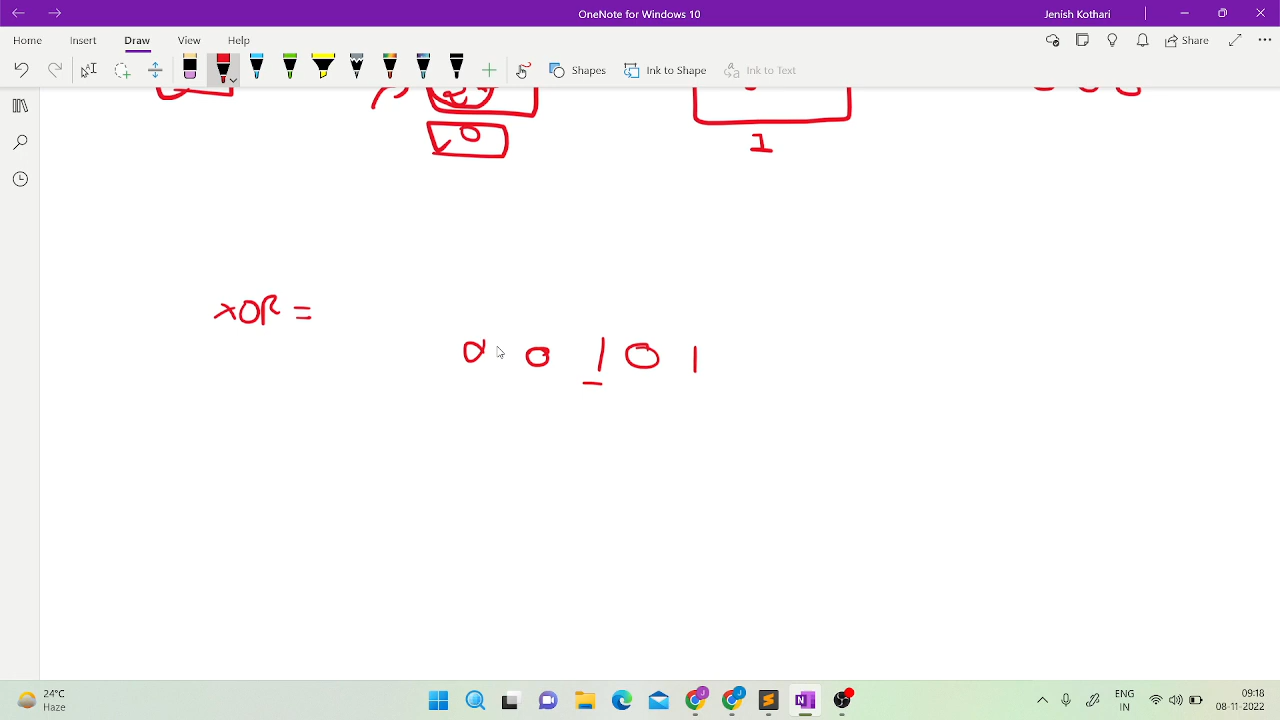 OneNote for Windows 10
Jenish Kothari
Home Insert Draw View Help
Share
Shapes
Ink to Shape
Ink to Text
0
1
XOR =
0 0 1 0 1
24°C
Haze
ENG
IN
09:18
08-11-2022